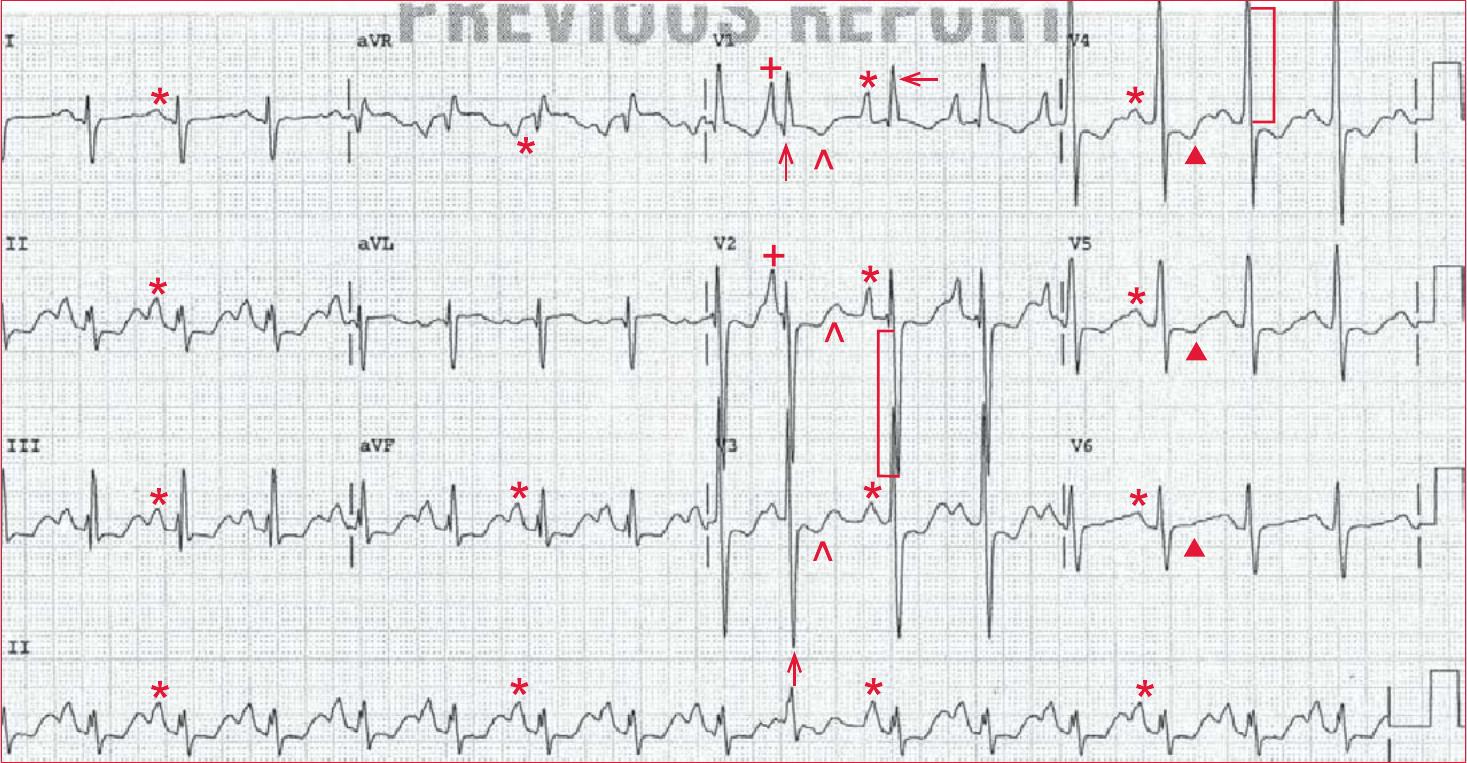 PREVIOUS REPORT
I aVR V1 V4
II aVL V2 V5
III aVF V3 V6
II